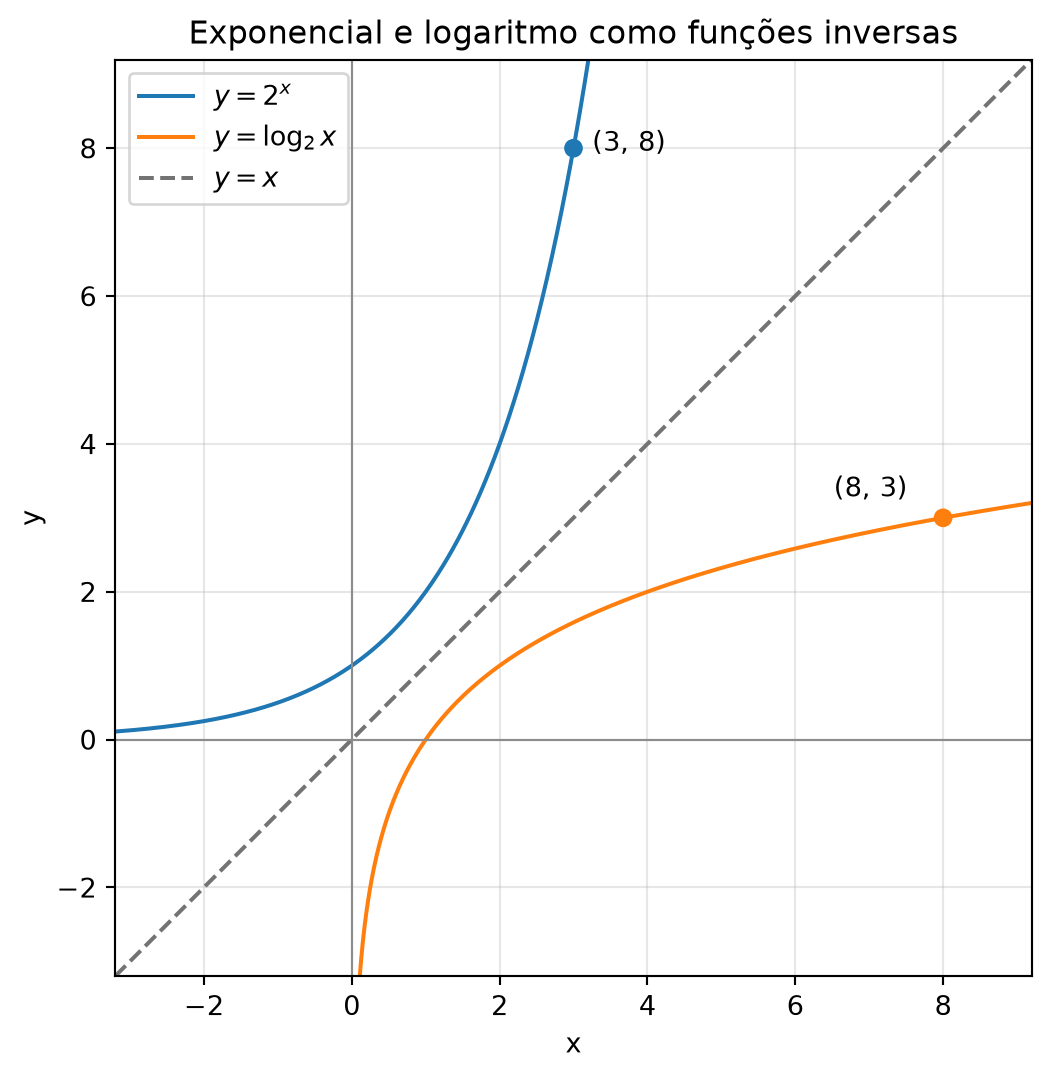 Exponencial e logaritmo como funções inversas
y = 2^x
y = log₂ x
y = x
(3, 8)
(8, 3)
8
6
4
2
0
−2
y
−2 0 2 4 6 8
x